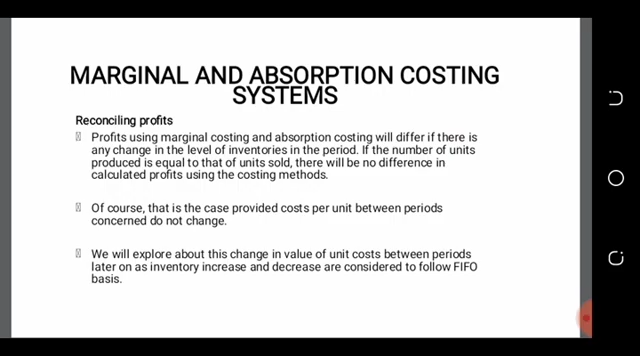 MARGINAL AND ABSORPTION COSTING
SYSTEMS
Reconciling profits
Profits using marginal costing and absorption costing will differ if there is
any change in the level of inventories in the period. If the number of units
produced is equal to that of units sold, there will be no difference in
calculated profits using the costing methods.
Of course, that is the case provided costs per unit between periods
concerned do not change.
We will explore about this change in value of unit costs between periods
later on as inventory increase and decrease are considered to follow FIFO
basis.